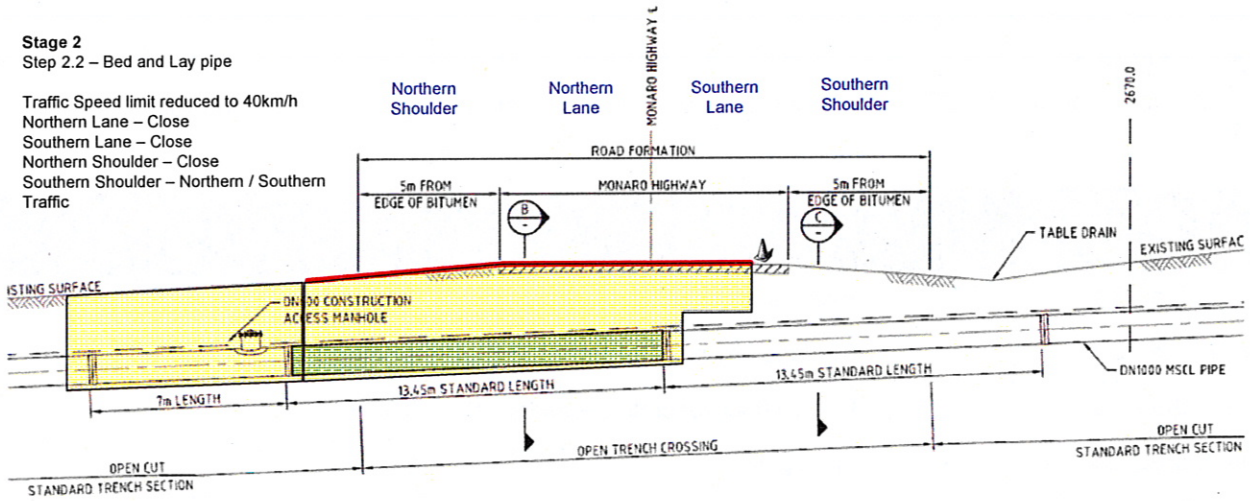 Stage 2
Step 2.2 – Bed and Lay pipe
Traffic Speed limit reduced to 40km/h
Northern Lane – Close
Southern Lane – Close
Northern Shoulder – Close
Southern Shoulder – Northern / Southern
Traffic
Northern
Shoulder
Northern
Lane
MONARO HIGHWAY
Southern
Lane
Southern
Shoulder
2670.0
ROAD FORMATION
5m FROM
EDGE OF BITUMEN
MONARO HIGHWAY
5m FROM
EDGE OF BITUMEN
B
-
C
-
TABLE DRAIN
EXISTING SURFAC
ISTING SURFACE
CONSTRUCTION
ACCESS MANHOLE
7m LENGTH
13.45m STANDARD LENGTH
13.45m STANDARD LENGTH
DN1000 MSCL PIPE
OPEN CUT
STANDARD TRENCH SECTION
OPEN TRENCH CROSSING
OPEN CUT
STANDARD TRENCH SECTION